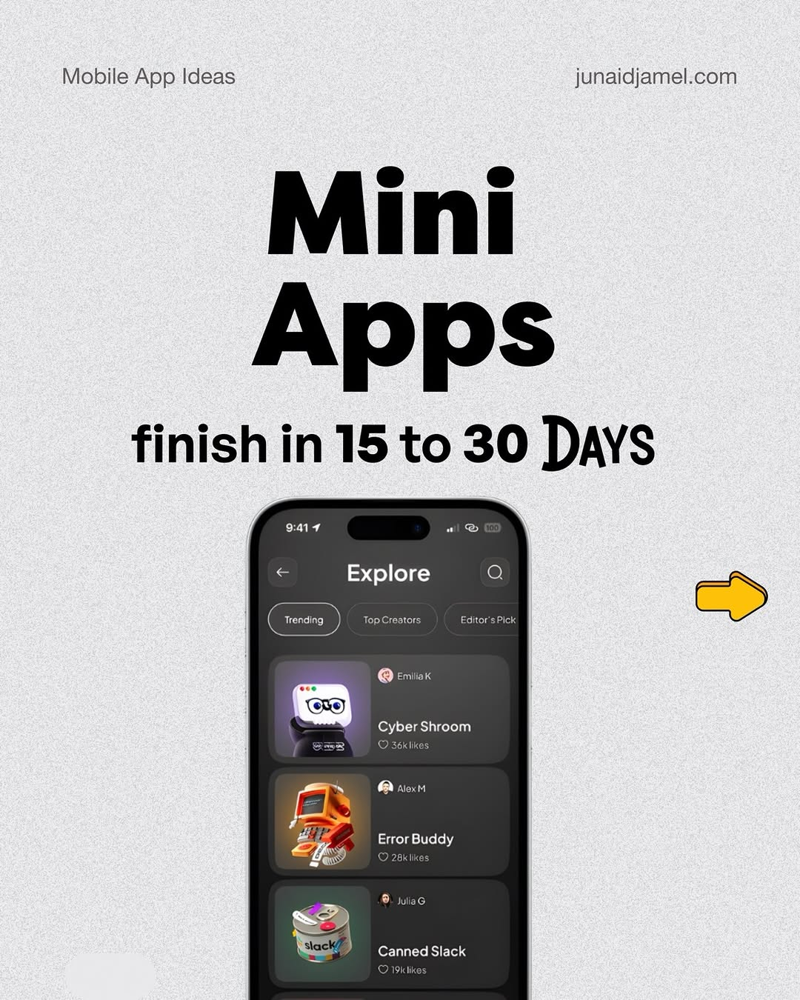 Mobile App Ideas
junaidjamel.com
Mini
Apps
finish in 15 to 30 DAYS
9:41
100
Explore
Trending
Top Creators
Editor's Pick
Emilia K
Cyber Shroom
36k likes
Alex M
Error Buddy
28k likes
Julia G
slack
Canned Slack
19k likes